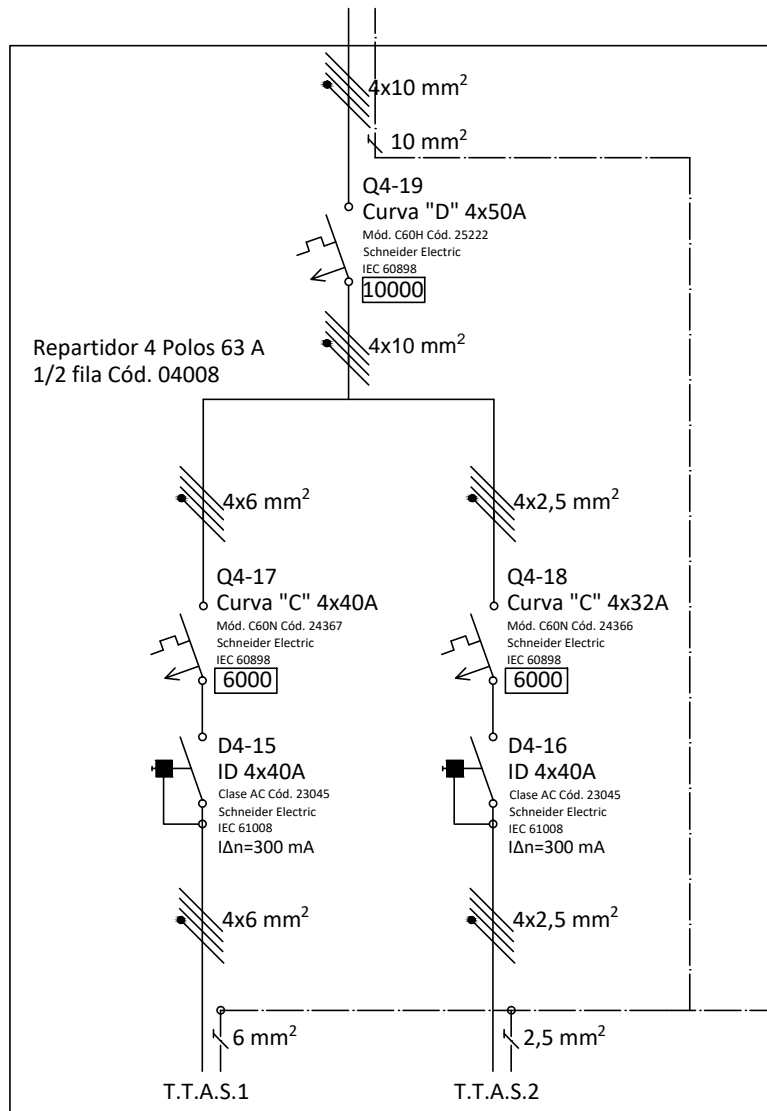 4x10 mm²
10 mm²
Q4-19
Curva "D" 4x50A
Mód. C60H Cód. 25222
Schneider Electric
IEC 60898
10000
4x10 mm²
Repartidor 4 Polos 63 A
1/2 fila Cód. 04008
4x6 mm²
4x2,5 mm²
Q4-17
Curva "C" 4x40A
Mód. C60N Cód. 24367
Schneider Electric
IEC 60898
6000
Q4-18
Curva "C" 4x32A
Mód. C60N Cód. 24366
Schneider Electric
IEC 60898
6000
D4-15
ID 4x40A
Clase AC Cód. 23045
Schneider Electric
IEC 61008
IΔn=300 mA
D4-16
ID 4x40A
Clase AC Cód. 23045
Schneider Electric
IEC 61008
IΔn=300 mA
4x6 mm²
4x2,5 mm²
6 mm²
2,5 mm²
T.T.A.S.1
T.T.A.S.2